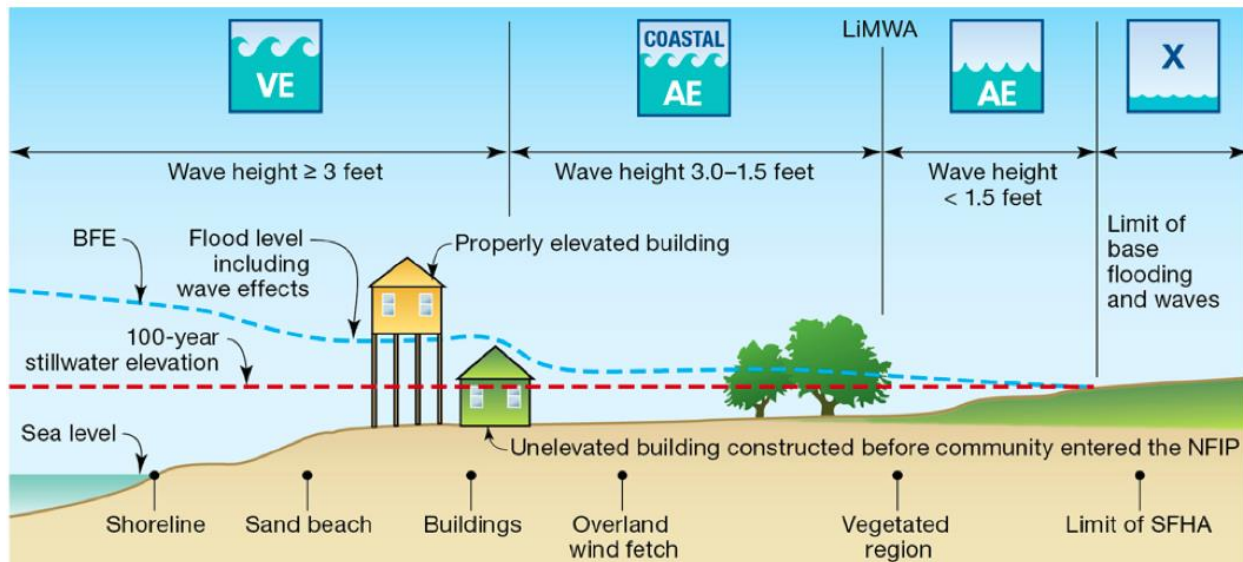 VE
COASTAL
AE
LiMWA
AE
X
Wave height ≥ 3 feet
Wave height 3.0–1.5 feet
Wave height
< 1.5 feet
BFE
Flood level
including
wave effects
Properly elevated building
Limit of
base
flooding
and waves
100-year
stillwater elevation
Sea level
Unelevated building constructed before community entered the NFIP
Shoreline
Sand beach
Buildings
Overland
wind fetch
Vegetated
region
Limit of SFHA